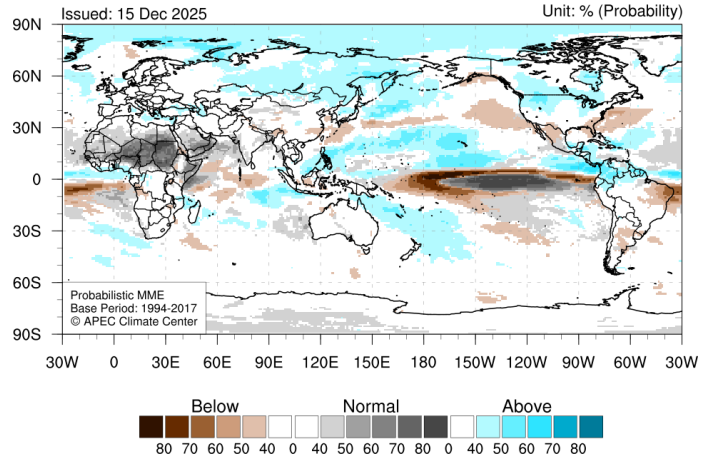 Issued: 15 Dec 2025 Unit: % (Probability)
90N
60N
30N
0
30S
60S
90S
Probabilistic MME
Base Period: 1994-2017
© APEC Climate Center
30W 0 30E 60E 90E 120E 150E 180 150W 120W 90W 60W 30W
Below Normal Above
80 70 60 50 40 0 40 50 60 70 80 0 40 50 60 70 80